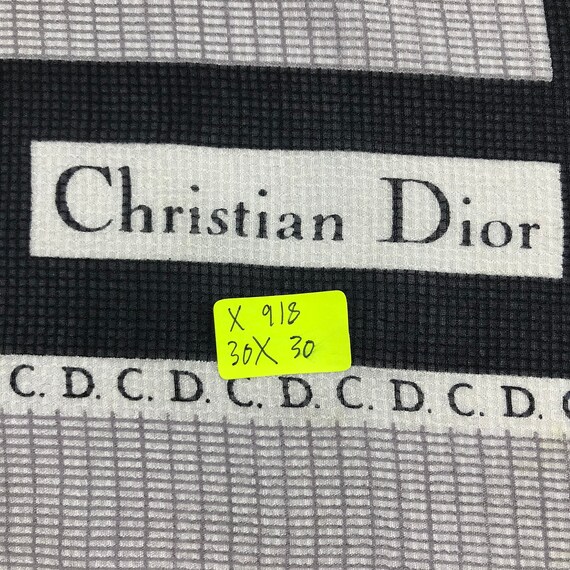 Christian Dior
X 918
30X 30
C. D. C. D. C. D. C. D. C. D.